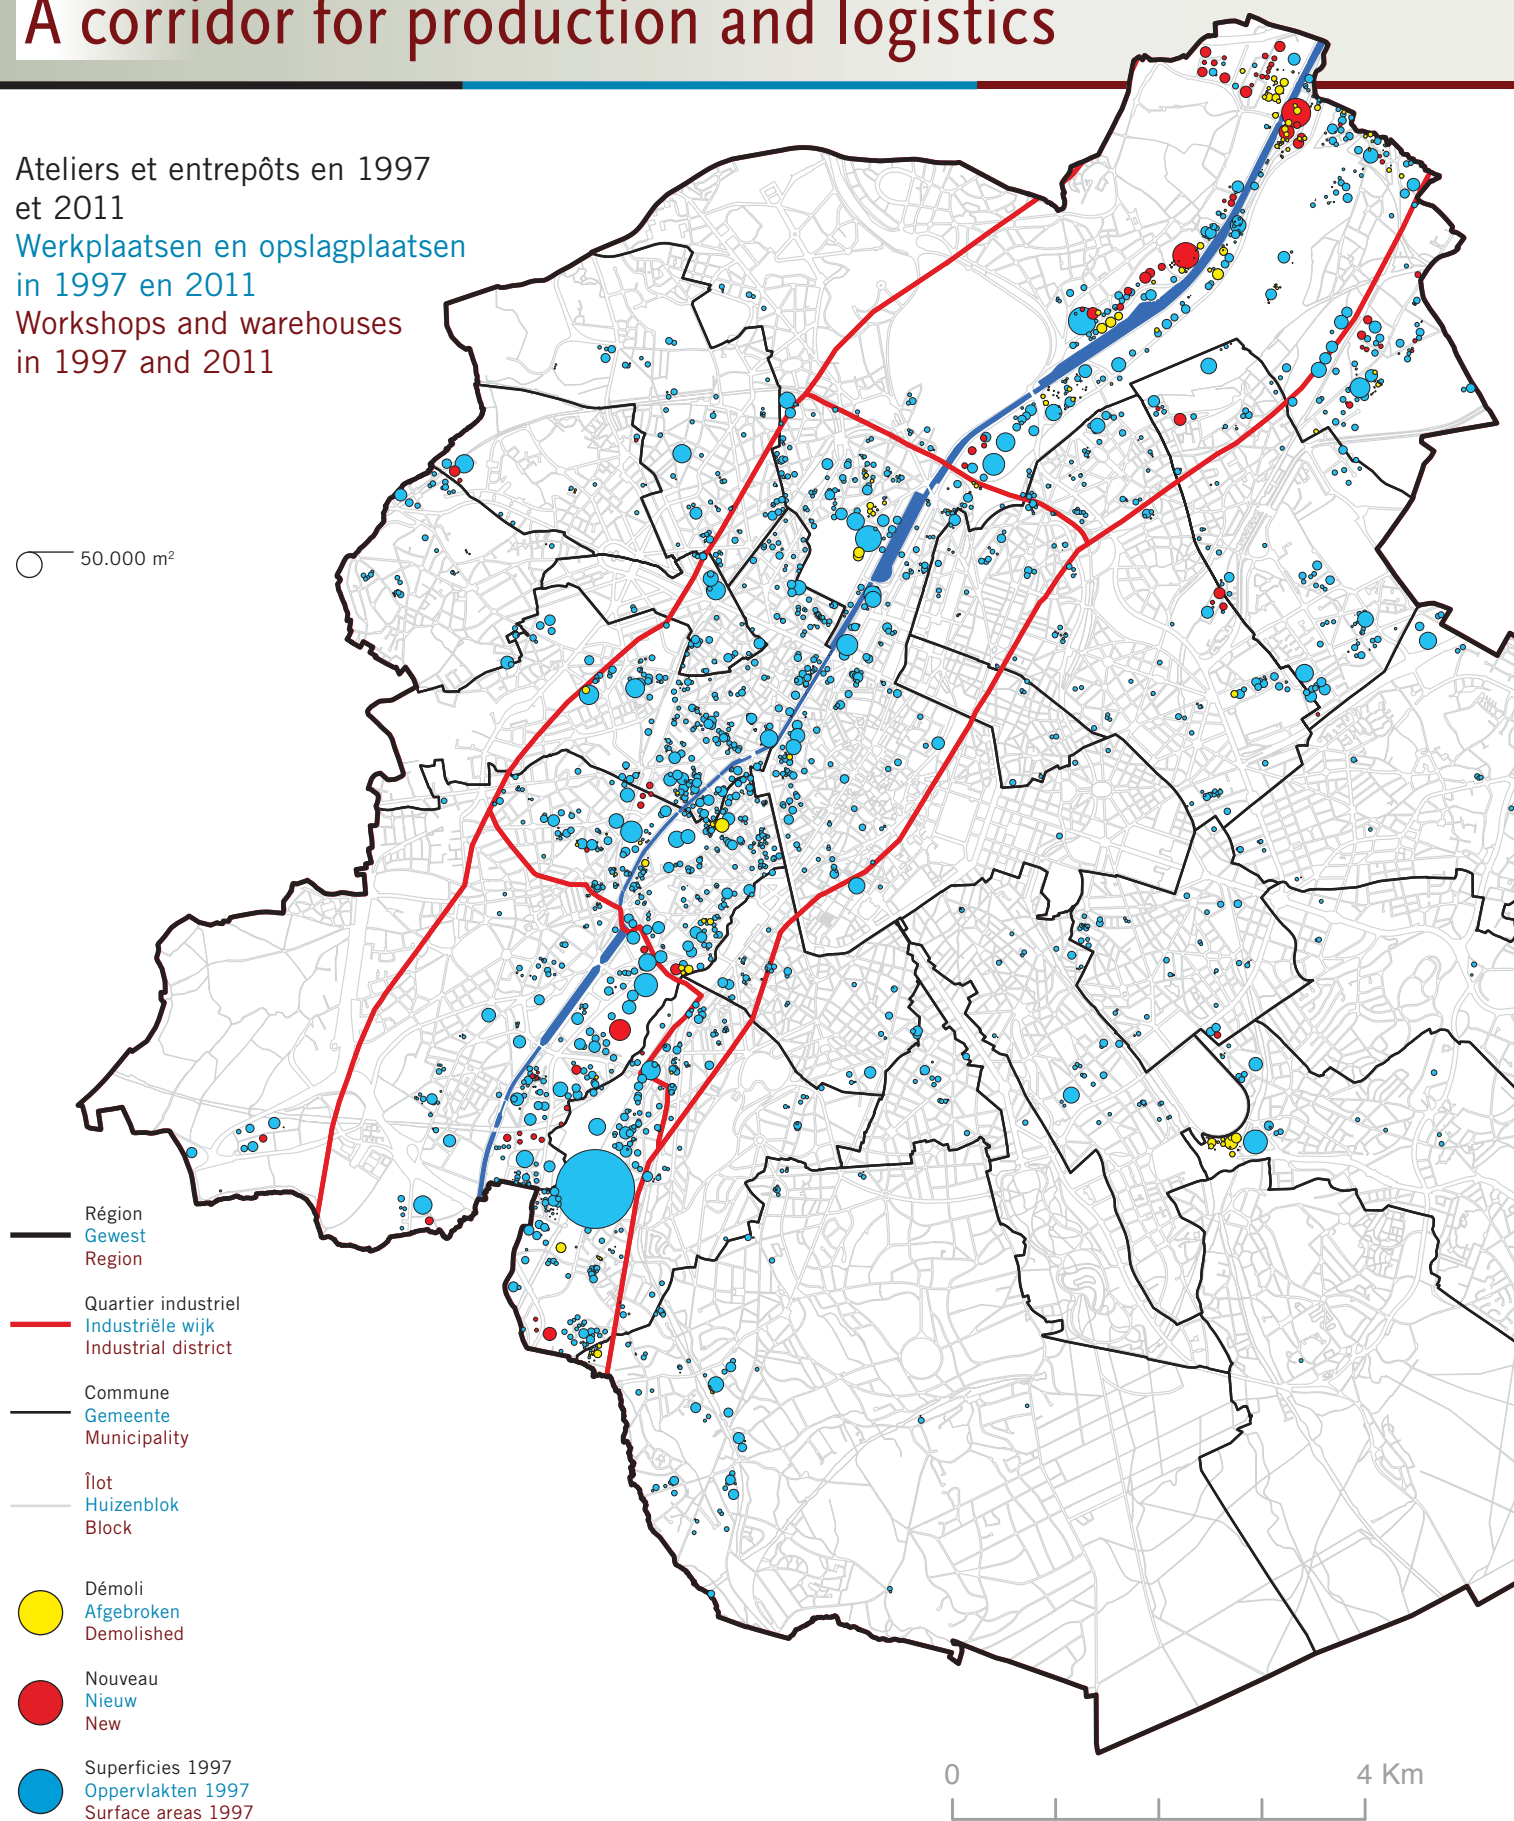 A corridor for production and logistics
Ateliers et entrepôts en 1997
et 2011
Werkplaatsen en opslagplaatsen
in 1997 en 2011
Workshops and warehouses
in 1997 and 2011
50.000 m²
Région
Gewest
Region
Quartier industriel
Industriële wijk
Industrial district
Commune
Gemeente
Municipality
Îlot
Huizenblok
Block
Démoli
Afgebroken
Demolished
Nouveau
Nieuw
New
Superficies 1997
Oppervlakten 1997
Surface areas 1997
0 4 Km